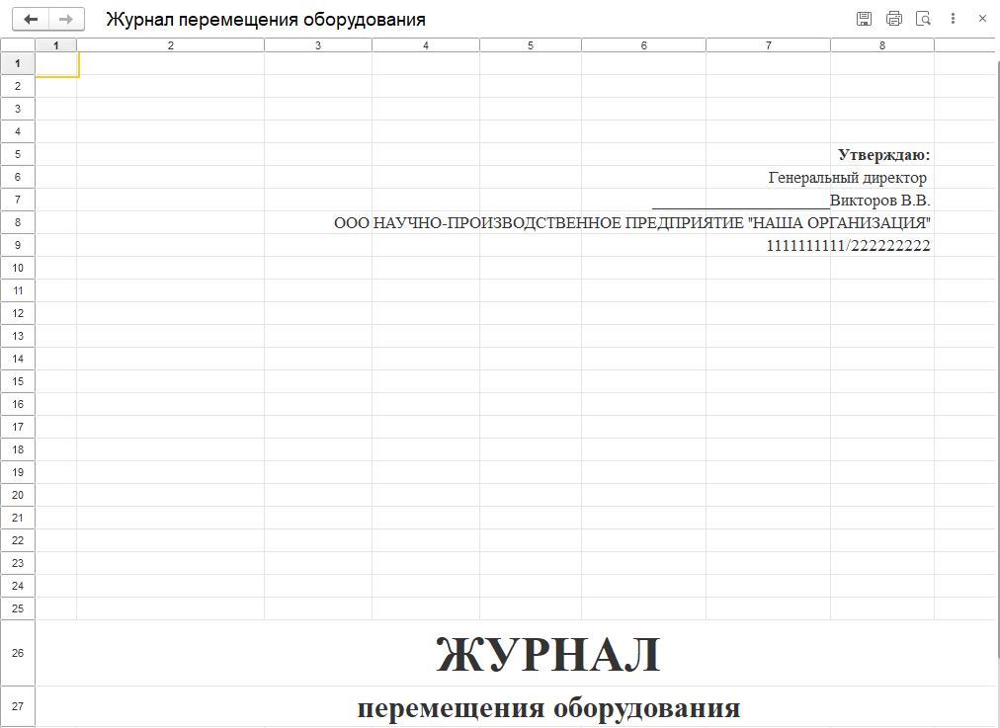 Журнал перемещения оборудования
1 2 3 4 5 6 7 8
1
2
3
4
5 Утверждаю:
6 Генеральный директор
7 ______________________Викторов В.В.
8 ООО НАУЧНО-ПРОИЗВОДСТВЕННОЕ ПРЕДПРИЯТИЕ "НАША ОРГАНИЗАЦИЯ"
9 1111111111/222222222
10
11
12
13
14
15
16
17
18
19
20
21
22
23
24
25
26 ЖУРНАЛ
27 перемещения оборудования